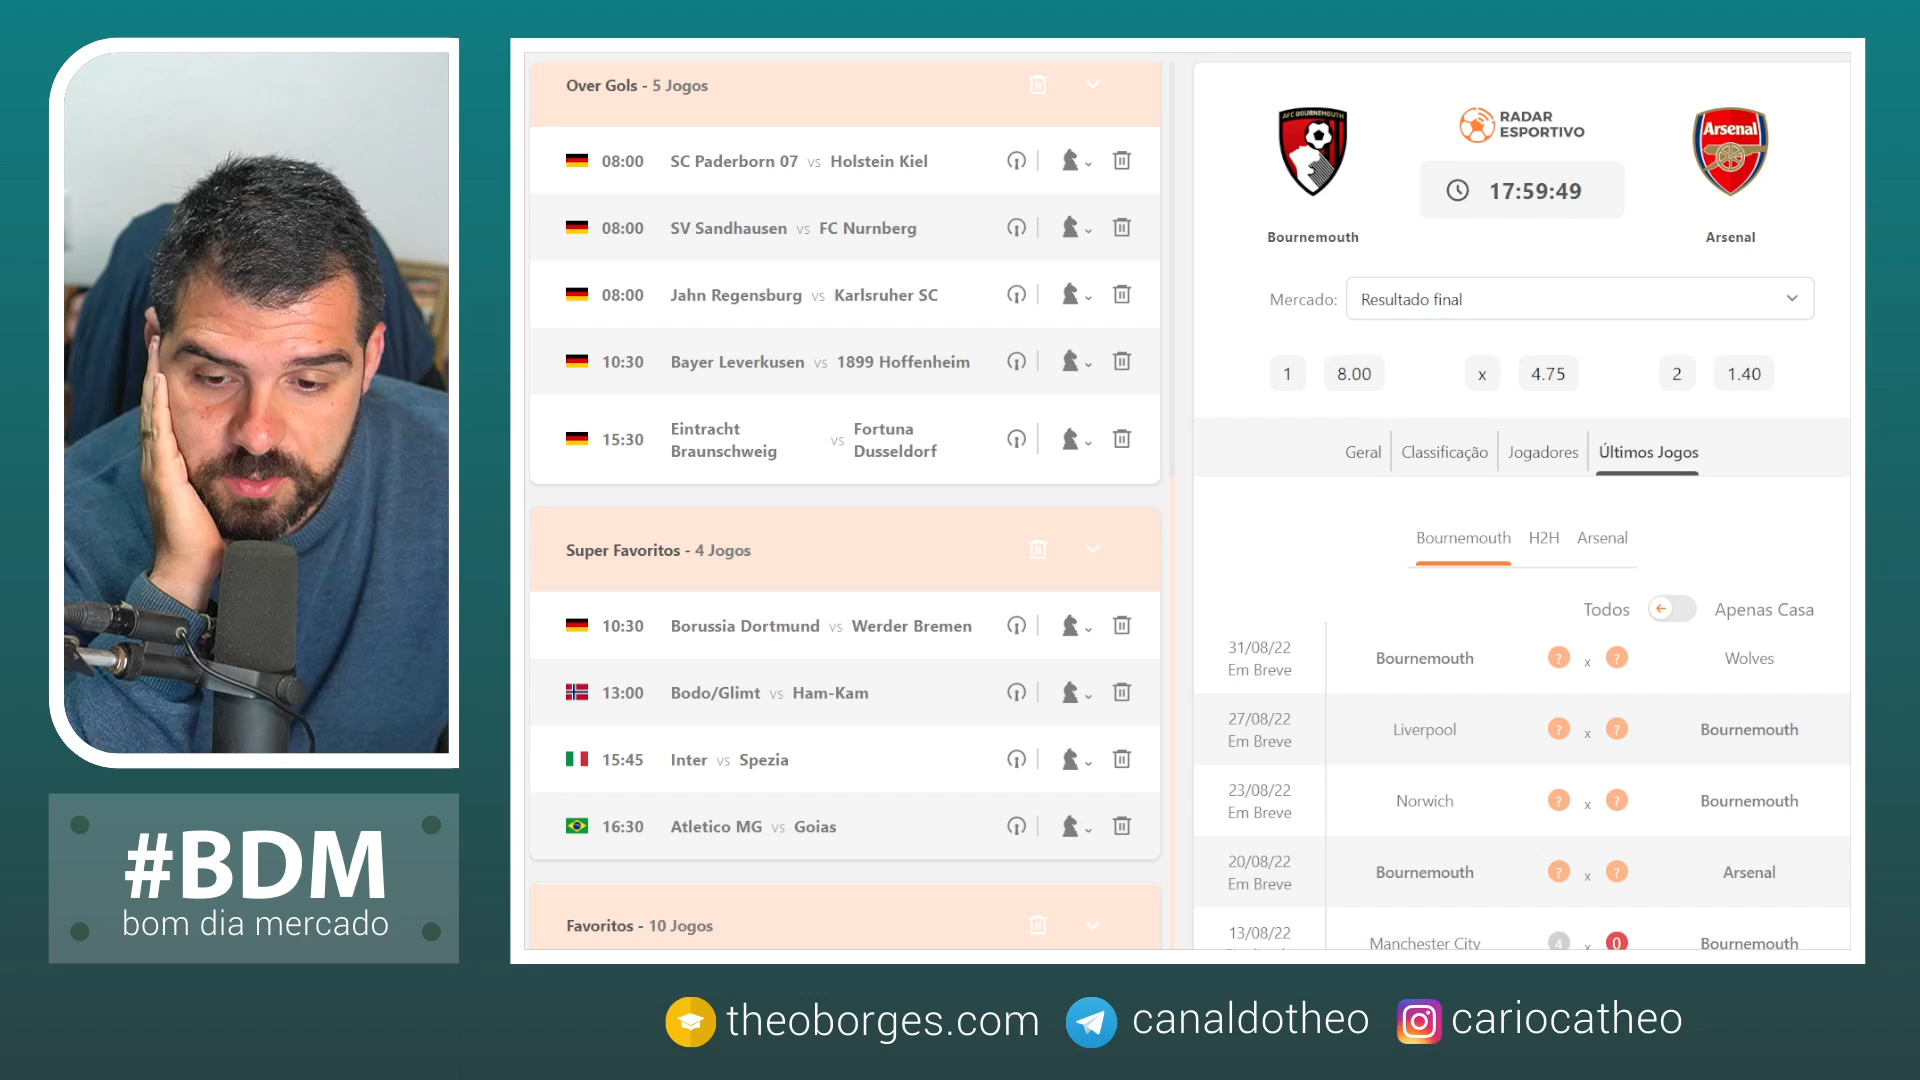 Over Gols - 5 Jogos
08:00 SC Paderborn 07 vs Holstein Kiel
08:00 SV Sandhausen vs FC Nurnberg
08:00 Jahn Regensburg vs Karlsruher SC
10:30 Bayer Leverkusen vs 1899 Hoffenheim
15:30 Eintracht Braunschweig vs Fortuna Dusseldorf
Super Favoritos - 4 Jogos
10:30 Borussia Dortmund vs Werder Bremen
13:00 Bodo/Glimt vs Ham-Kam
15:45 Inter vs Spezia
16:30 Atletico MG vs Goias
Favoritos - 10 Jogos
AFC BOURNEMOUTH
RADAR
ESPORTIVO
Arsenal
17:59:49
Bournemouth
Arsenal
Mercado: Resultado final
1 8.00 x 4.75 2 1.40
Geral Classificação Jogadores Últimos Jogos
Bournemouth H2H Arsenal
Todos Apenas Casa
31/08/22
Em Breve
Bournemouth ? x ? Wolves
27/08/22
Em Breve
Liverpool ? x ? Bournemouth
23/08/22
Em Breve
Norwich ? x ? Bournemouth
20/08/22
Em Breve
Bournemouth ? x ? Arsenal
13/08/22
Manchester City 4 x 0 Bournemouth
#BDM
bom dia mercado
theoborges.com canaldotheo cariocatheo